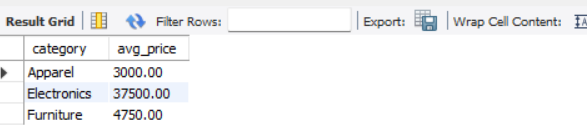 Result Grid Filter Rows: Export: Wrap Cell Content:
category avg_price
Apparel 3000.00
Electronics 37500.00
Furniture 4750.00